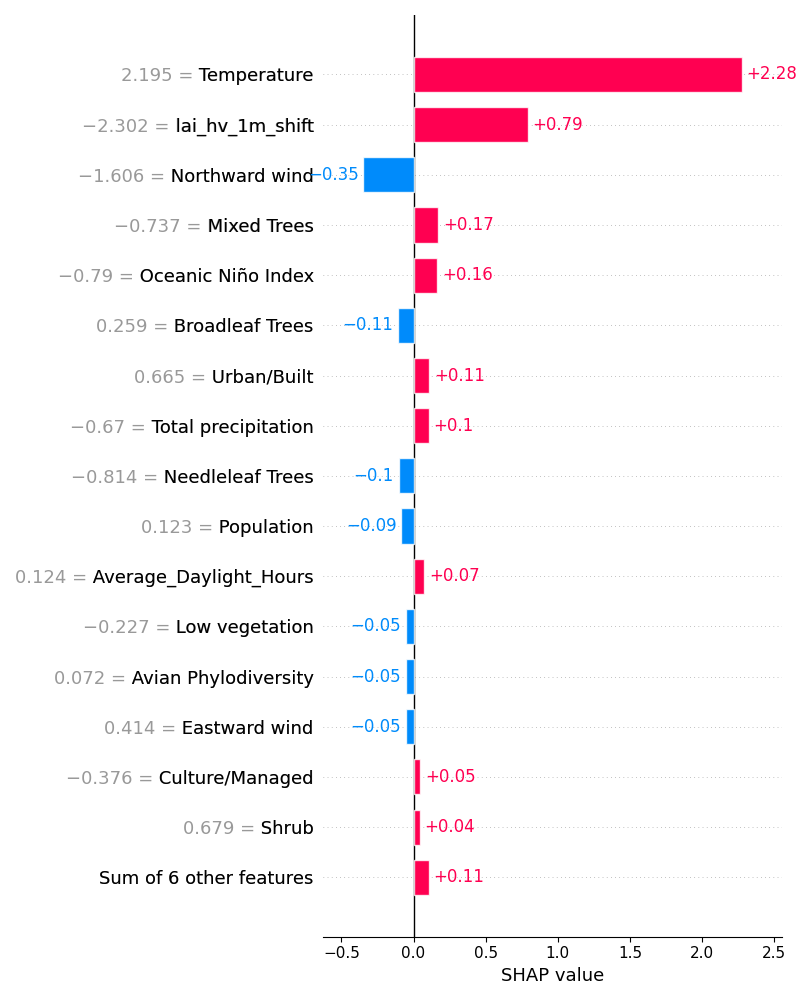 2.195 = Temperature +2.28
−2.302 = lai_hv_1m_shift +0.79
−1.606 = Northward wind −0.35
−0.737 = Mixed Trees +0.17
−0.79 = Oceanic Niño Index +0.16
0.259 = Broadleaf Trees −0.11
0.665 = Urban/Built +0.11
−0.67 = Total precipitation +0.1
−0.814 = Needleleaf Trees −0.1
0.123 = Population −0.09
0.124 = Average_Daylight_Hours +0.07
−0.227 = Low vegetation −0.05
0.072 = Avian Phylodiversity −0.05
0.414 = Eastward wind −0.05
−0.376 = Culture/Managed +0.05
0.679 = Shrub +0.04
Sum of 6 other features +0.11
−0.5 0.0 0.5 1.0 1.5 2.0 2.5
SHAP value